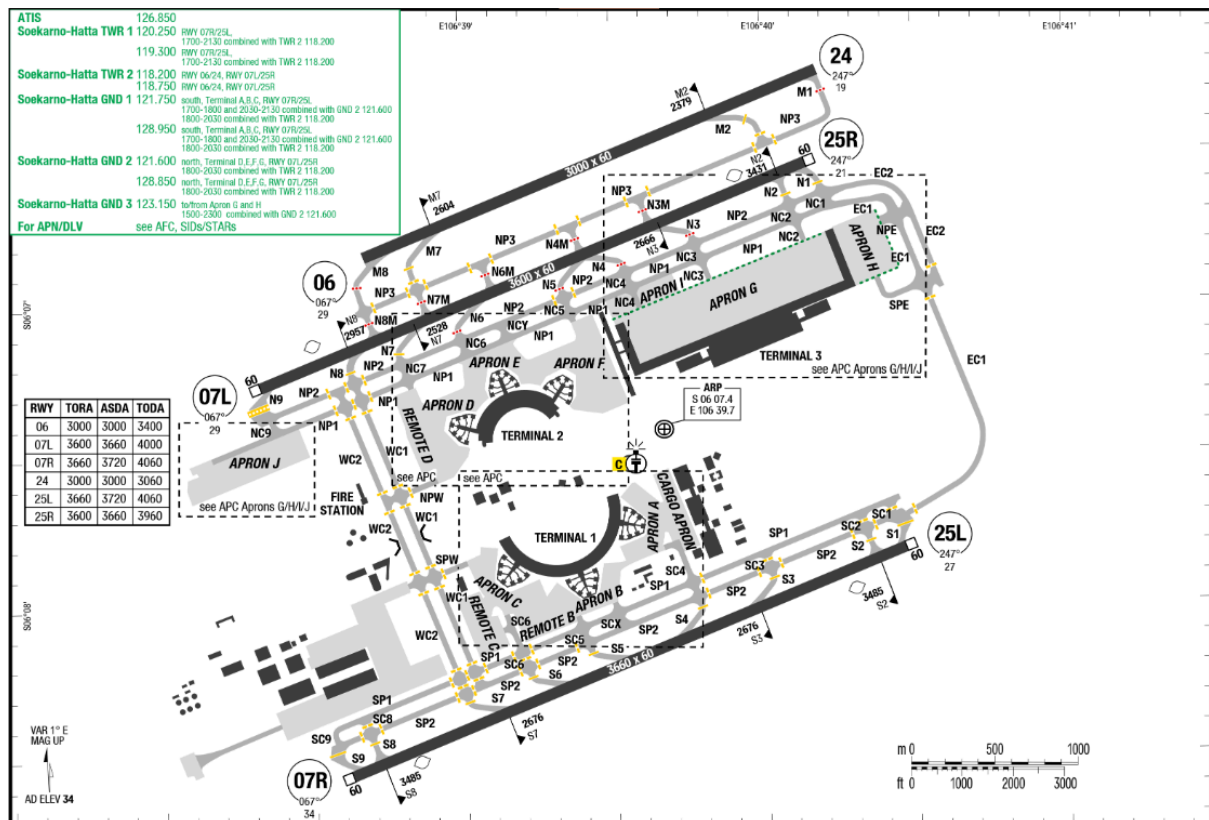 ATIS 126.850
Soekarno-Hatta TWR 1 120.250 RWY 07R/25L,
1700-2130 combined with TWR 2 118.200
119.300 RWY 07R/25L,
1700-2130 combined with TWR 2 118.200
Soekarno-Hatta TWR 2 118.200 RWY 06/24, RWY 07L/25R
118.750 RWY 06/24, RWY 07L/25R
Soekarno-Hatta GND 1 121.750 south, Terminal A,B,C, RWY 07R/25L
1700-1800 and 2030-2130 combined with GND 2 121.600
1800-2030 combined with TWR 2 118.200
128.950 south, Terminal A,B,C, RWY 07R/25L
1700-1800 and 2030-2130 combined with GND 2 121.600
1800-2030 combined with TWR 2 118.200
Soekarno-Hatta GND 2 121.600 north, Terminal D,E,F,G, RWY 07L/25R
1800-2030 combined with TWR 2 118.200
128.850 north, Terminal D,E,F,G, RWY 07L/25R
1800-2030 combined with TWR 2 118.200
Soekarno-Hatta GND 3 123.150 to/from Apron G and H
1500-2300 combined with GND 2 121.600
For APN/DLV see AFC, SIDs/STARs
E106°39'
E106°40'
E106°41'
24
247°
19
M1
M2
2379
M2
NP3
25R
247°
21
60
3000 x 60
N2
3431
N2
N1
EC2
M7
2604
NP3
N3M
NC1
EC1
NP2
NC2
NPE
EC2
M7
NP3
N4M
2666
N3
N3
NC2
APRON H
EC1
M8
06
067°
29
NP3
N6M
3600 x 60
N4
NP1
NC3
NP1
N5
NP2
NC4
NC3
APRON I
NC4
APRON G
SPE
N7M
N8M
N8
2957
2528
N7
N6
NP2
NC5
NP1
NCY
NC6
NP1
TERMINAL 3
see APC Aprons G/H/I/J
EC1
S06°07'
N7
NP2
N8
NC7
NP1
APRON E
APRON F
60
07L
067°
29
N9
NP2
NP1
NP1
NC9
REMOTE D
APRON D
TERMINAL 2
ARP
S 06 07.4
E 106 39.7
RWY TORA ASDA TODA
06 3000 3000 3400
07L 3600 3660 4000
07R 3660 3720 4060
24 3000 3000 3060
25L 3660 3720 4060
25R 3600 3660 3960
APRON J
see APC Aprons G/H/I/J
WC2
WC1
see APC
see APC
C
FIRE
STATION
NPW
WC1
WC2
TERMINAL 1
APRON A
CARGO APRON
SC1
SC2
S1
S2
25L
247°
27
60
SP1
SP2
SPW
WC1
SC4
SC3
S3
SP1
SP2
3485
S2
APRON C
REMOTE C
APRON B
REMOTE B
SC6
SCX
SP2
S4
S06°08'
WC2
SC5
S5
2676
S3
SP1
SC6
SP2
S6
3660 x 60
SP2
S7
SP1
SC8
SP2
2676
S7
SC9
S8
S9
3485
S8
60
07R
067°
34
VAR 1° E
MAG UP
AD ELEV 34
m 0 500 1000
ft 0 1000 2000 3000